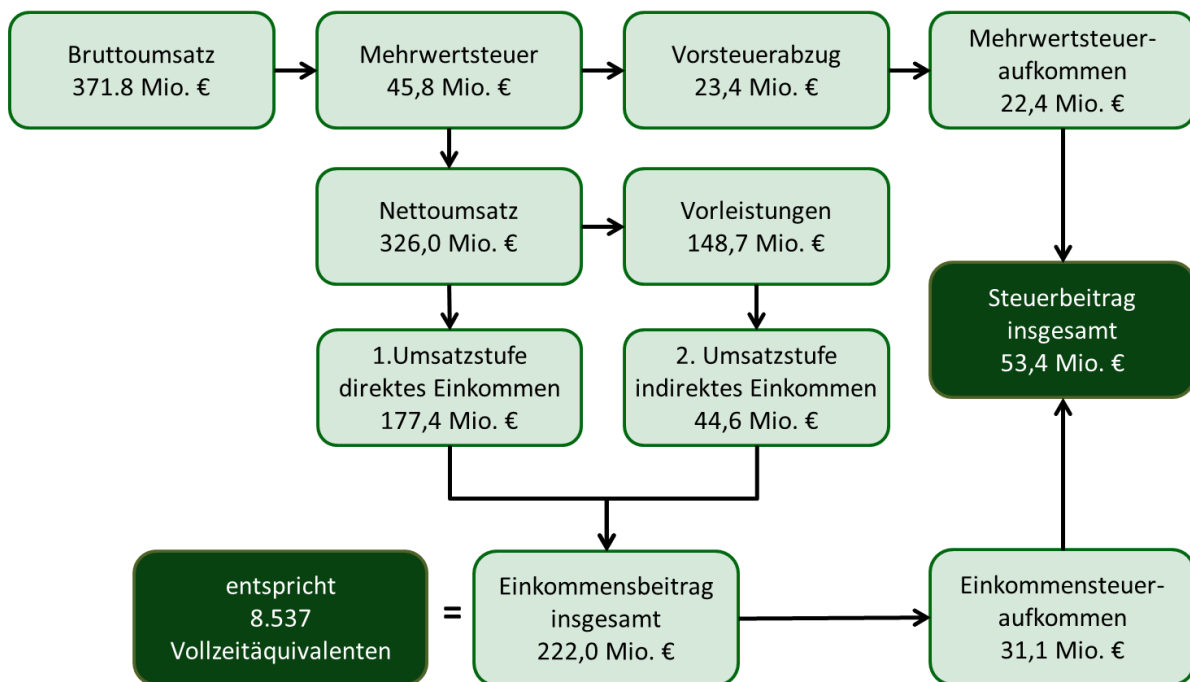 Bruttoumsatz
371.8 Mio. €
Mehrwertsteuer
45,8 Mio. €
Vorsteuerabzug
23,4 Mio. €
Mehrwertsteuer-
aufkommen
22,4 Mio. €
Nettoumsatz
326,0 Mio. €
Vorleistungen
148,7 Mio. €
Steuerbeitrag
insgesamt
53,4 Mio. €
1.Umsatzstufe
direktes Einkommen
177,4 Mio. €
2. Umsatzstufe
indirektes Einkommen
44,6 Mio. €
entspricht
8.537
Vollzeitäquivalenten
=
Einkommensbeitrag
insgesamt
222,0 Mio. €
Einkommensteuer-
aufkommen
31,1 Mio. €